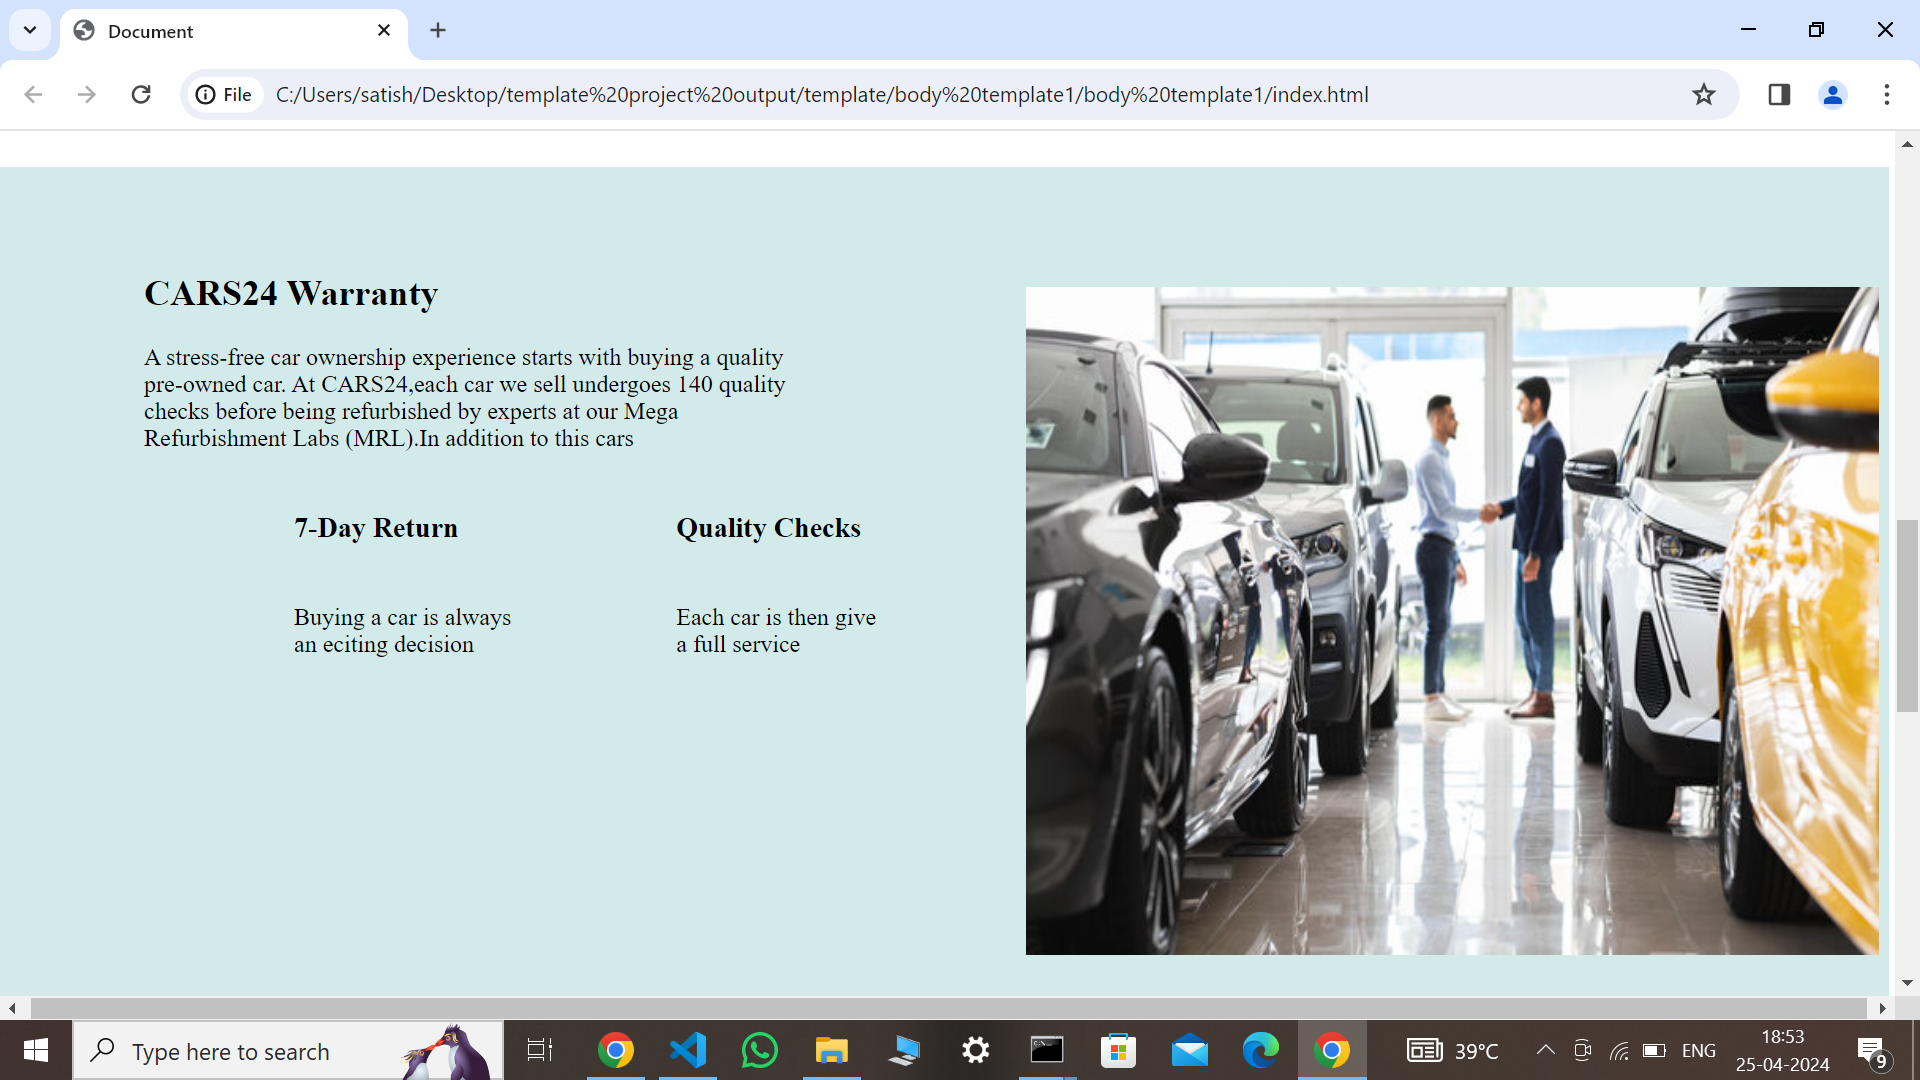 Document
File
C:/Users/satish/Desktop/template%20project%20output/template/body%20template1/body%20template1/index.html
CARS24 Warranty
A stress-free car ownership experience starts with buying a quality
pre-owned car. At CARS24,each car we sell undergoes 140 quality
checks before being refurbished by experts at our Mega
Refurbishment Labs (MRL).In addition to this cars
7-Day Return
Quality Checks
Buying a car is always
an eciting decision
Each car is then give
a full service
Type here to search
39°C
ENG
18:53
25-04-2024
9